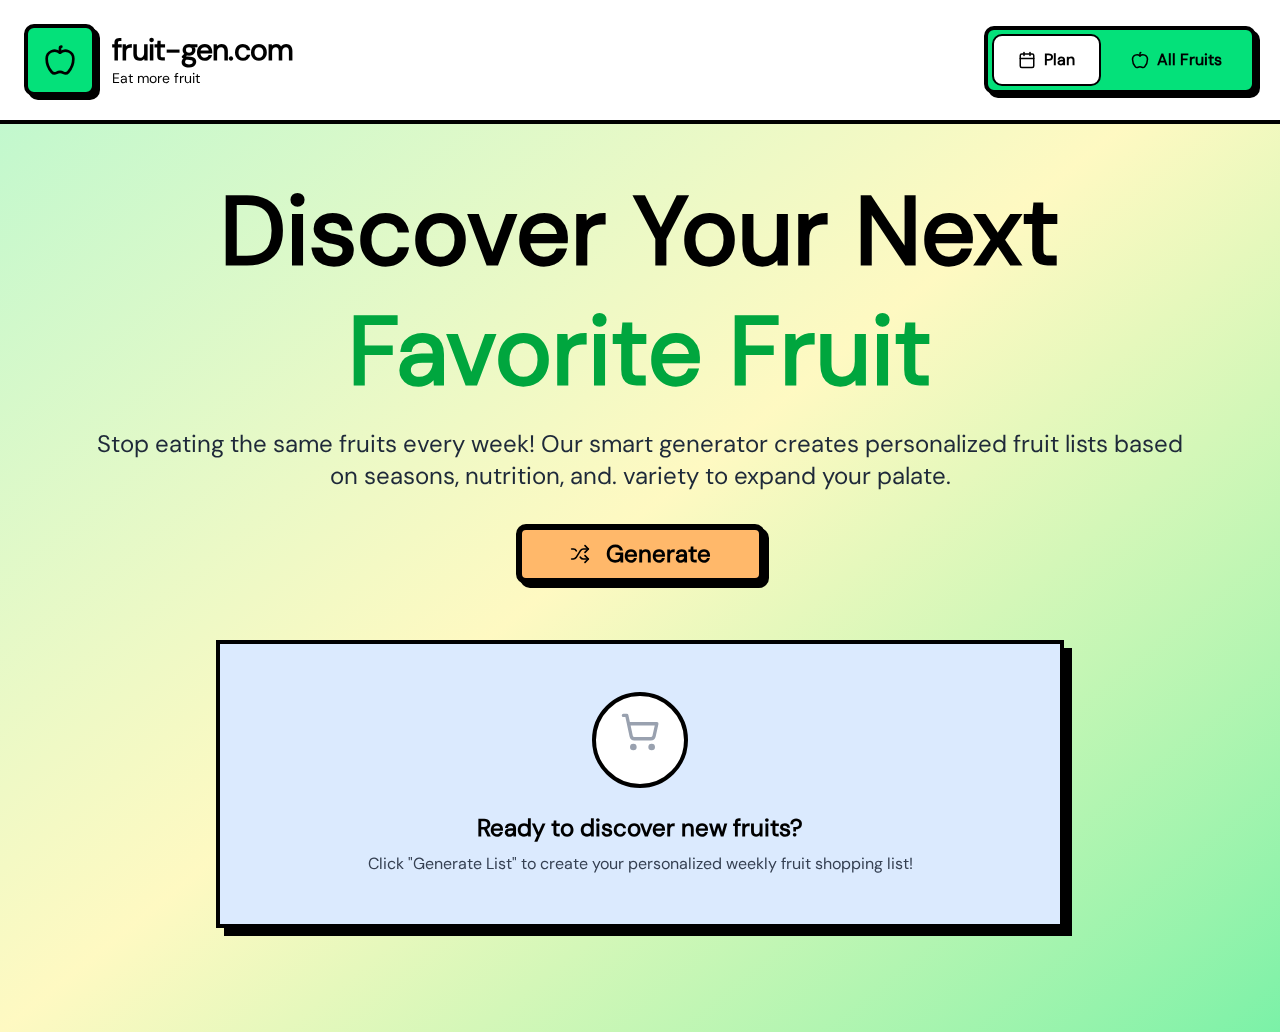 fruit-gen.com
Eat more fruit
Plan
All Fruits
Discover Your Next
Favorite Fruit
Stop eating the same fruits every week! Our smart generator creates personalized fruit lists based
on seasons, nutrition, and. variety to expand your palate.
Generate
Ready to discover new fruits?
Click "Generate List" to create your personalized weekly fruit shopping list!